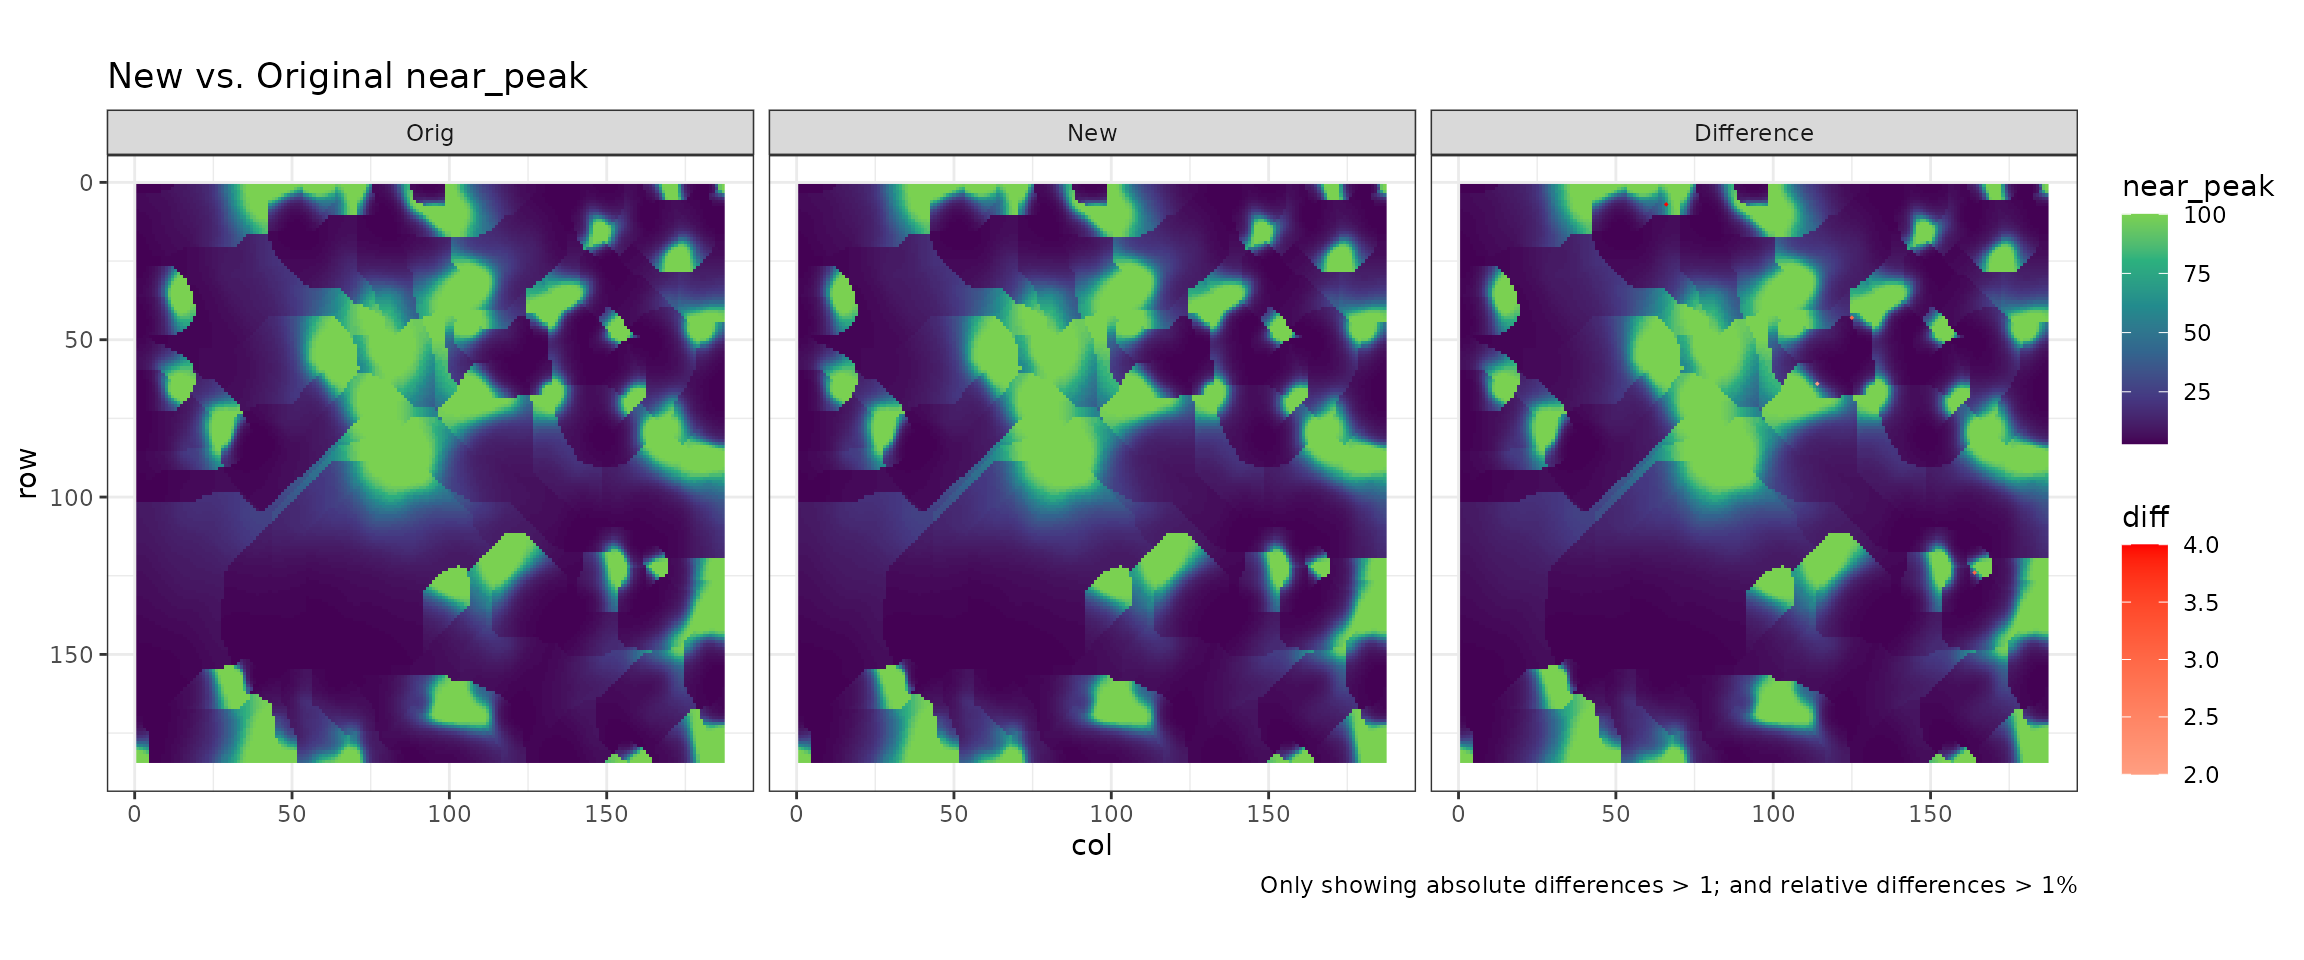 New vs. Original near_peak
Orig
New
Difference
near_peak
100
75
50
25
diff
4.0
3.5
3.0
2.5
2.0
row
0
50
100
150
0 50 100 150
0 50 100 150
0 50 100 150
col
Only showing absolute differences > 1; and relative differences > 1%